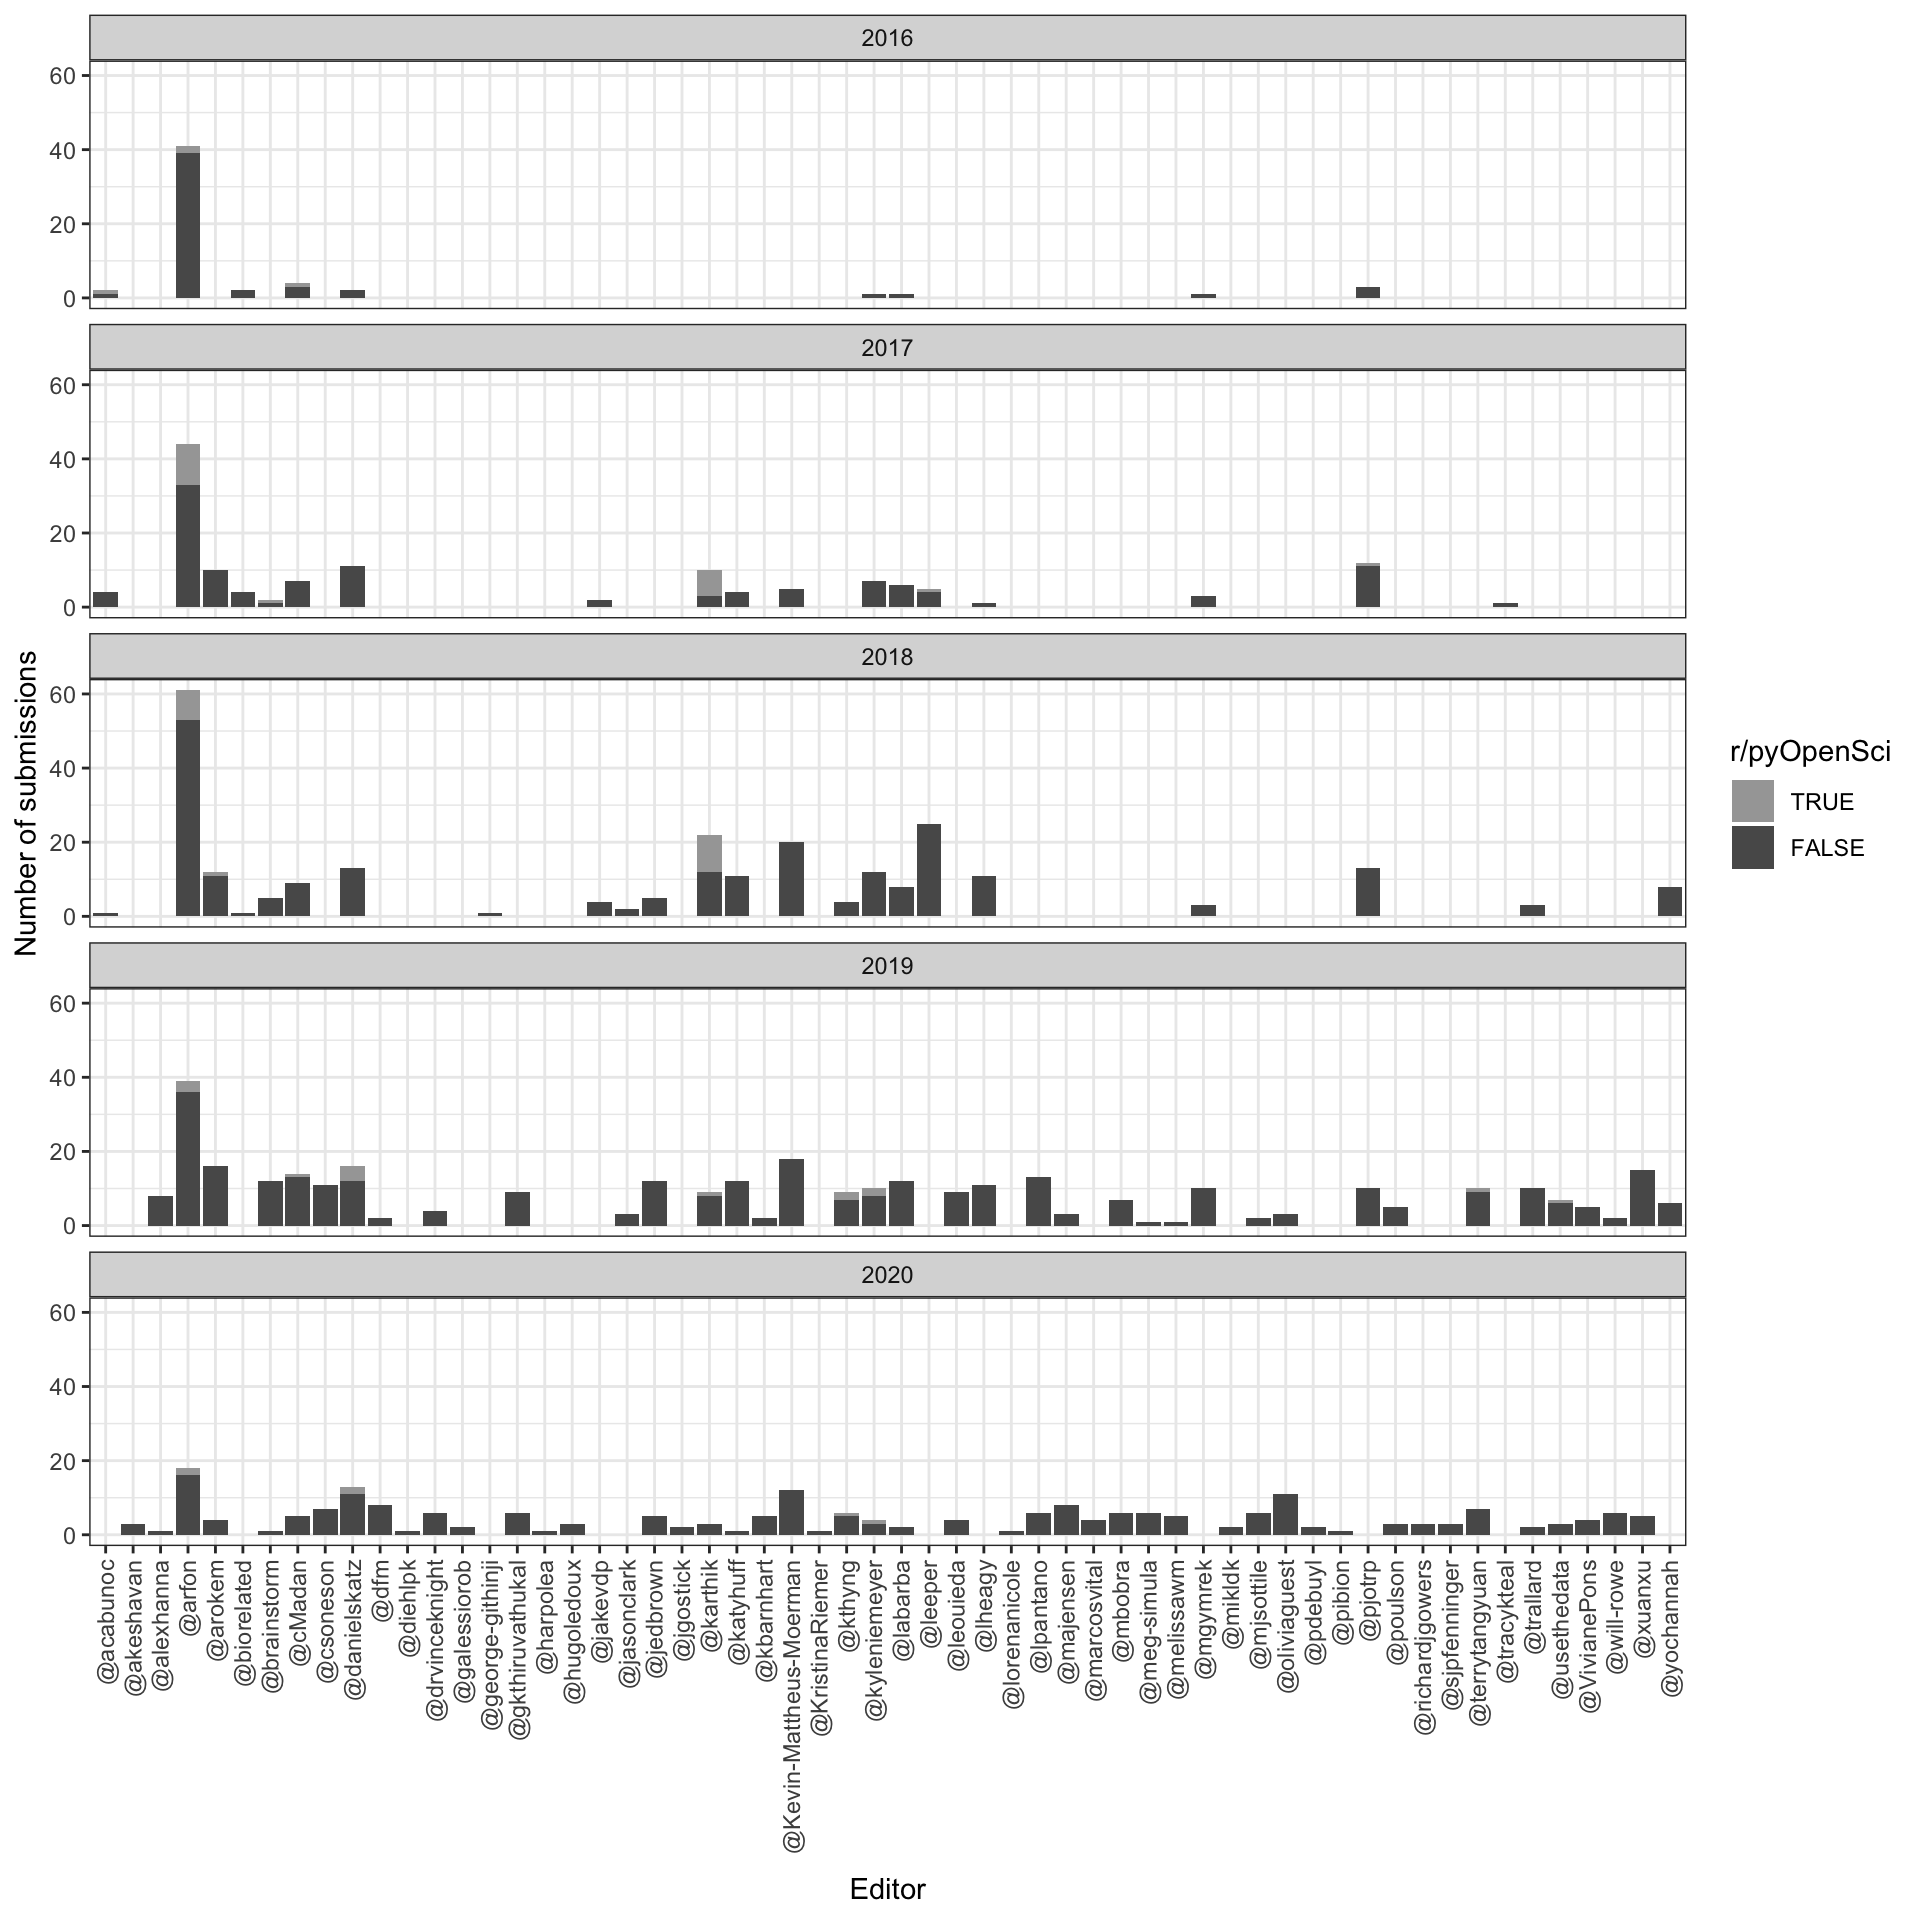 2016
60
40
20
0
2017
60
40
20
0
2018
60
40
20
0
2019
60
40
20
0
2020
60
40
20
0
Number of submissions
@acabunoc
@akeshavan
@alexhanna
@arfon
@arokem
@biorelated
@brainstorm
@cMadan
@csoneson
@danielskatz
@dfm
@diehlpk
@drvinceknight
@galessiorob
@george-githinji
@gkthiruvathukal
@harpolea
@hugoledoux
@jakevdp
@jasonclark
@jedbrown
@jgostick
@karthik
@katyhuff
@kbarnhart
@Kevin-Mattheus-Moerman
@KristinaRiemer
@kthyng
@kyleniemeyer
@labarba
@leeper
@leouieda
@lheagy
@lorenanicole
@lpantano
@majensen
@marcosvital
@mbobra
@meg-simula
@melissawm
@mgymrek
@mikldk
@mjsottile
@oliviaguest
@pdebuyl
@pibion
@pjotrp
@poulson
@richardjgowers
@sjpfenninger
@terrytangyuan
@tracykteal
@trallard
@usethedata
@VivianePons
@will-rowe
@xuanxu
@yochannah
Editor
r/pyOpenSci
TRUE
FALSE